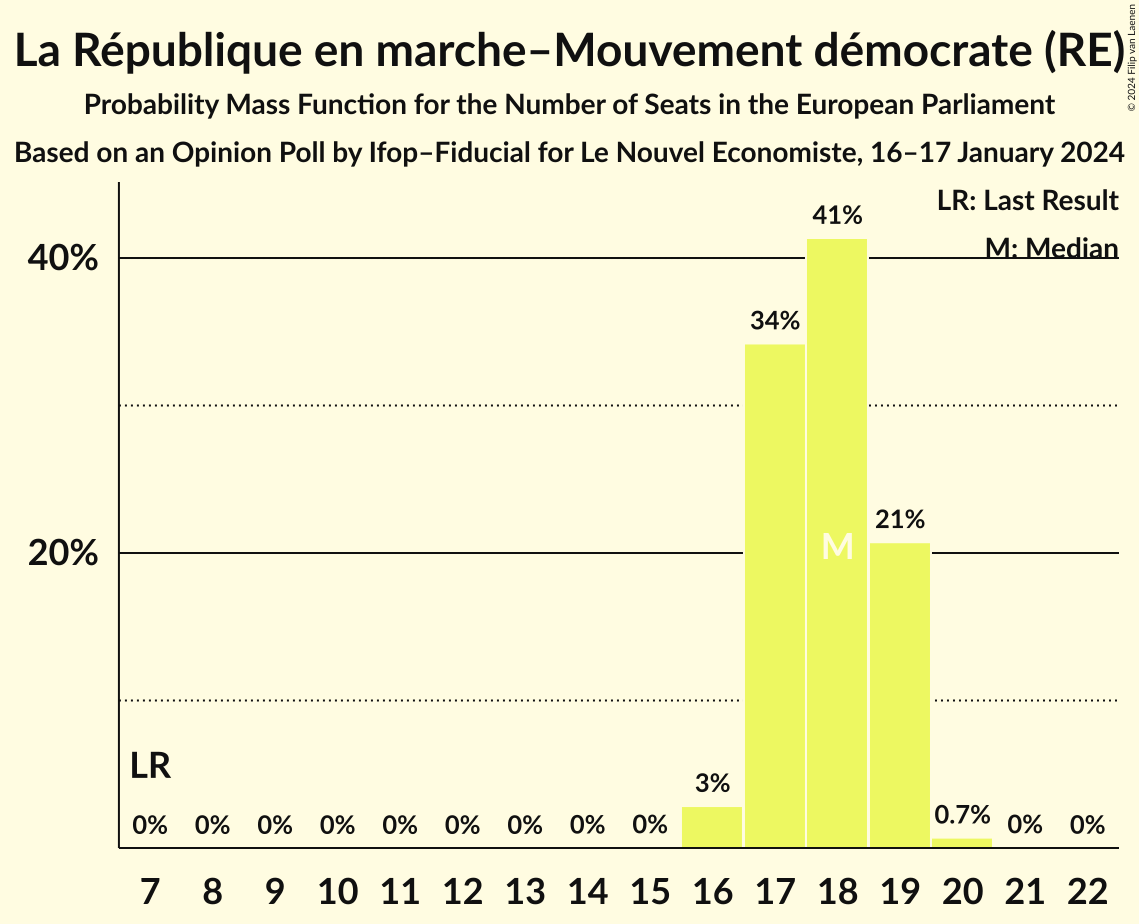 La République en marche–Mouvement démocrate (RE)
Probability Mass Function for the Number of Seats in the European Parliament
Based on an Opinion Poll by Ifop–Fiducial for Le Nouvel Economiste, 16–17 January 2024
© 2024 Filip van Laenen
LR: Last Result
M: Median
41%
40%
34%
21%
20%
M
LR
3%
0% 0% 0% 0% 0% 0% 0% 0% 0% 0.7% 0% 0%
7 8 9 10 11 12 13 14 15 16 17 18 19 20 21 22